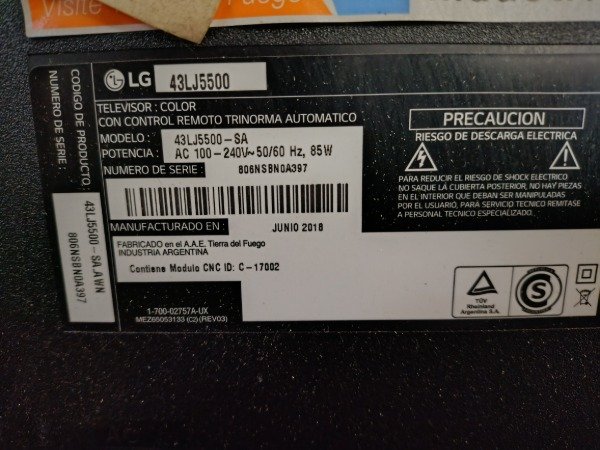 Visite
Fuego
LG 43LJ5500
TELEVISOR : COLOR
CON CONTROL REMOTO TRINORMA AUTOMATICO
MODELO : 43LJ5500-SA
POTENCIA : AC 100-240V~50/60 Hz, 85W
NUMERO DE SERIE : 806NSBN0A397
MANUFACTURADO EN : JUNIO 2018
FABRICADO en el A.A.E. Tierra del Fuego
INDUSTRIA ARGENTINA
Contiene Modulo CNC ID: C-17002
1-700-02757A-UX
MEZ65053133 (C2) (REV03)
CODIGO DE PRODUCTO. 43LJ5500-SA.AWN
NUMERO DE SERIE : 806NSBN0A397
PRECAUCION
RIESGO DE DESCARGA ELECTRICA
PARA REDUCIR EL RIESGO DE SHOCK ELECTRICO
NO SAQUE LA CUBIERTA POSTERIOR, NO HAY PIEZAS
EN EL INTERIOR QUE DEBAN SER MANIPULADAS
POR EL USUARIO, PARA SERVICIO TECNICO REMITASE
A PERSONAL TECNICO ESPECIALIZADO.
TÜV
Rheinland
Argentina S.A.
S